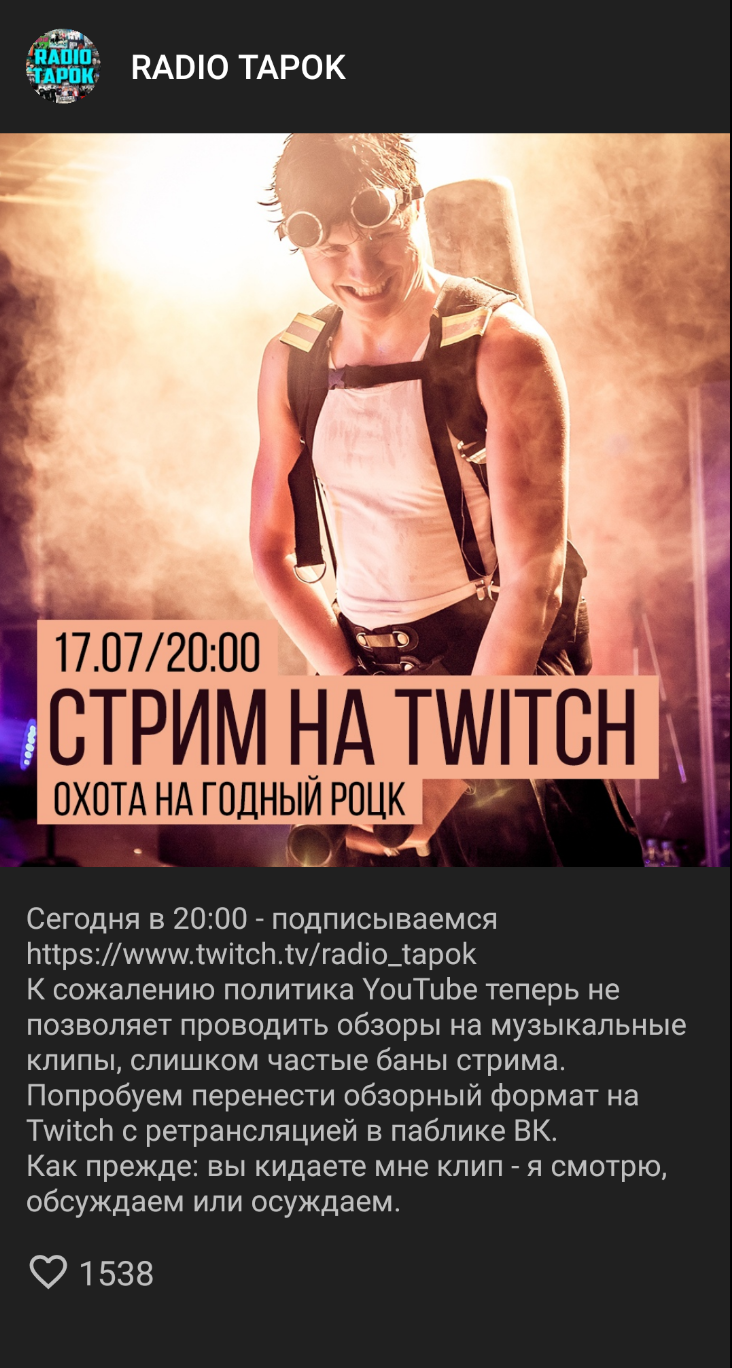 RADIO
TAPOK
RADIO TAPOK
17.07/20:00
СТРИМ НА TWITCH
ОХОТА НА ГОДНЫЙ РОЦК
Сегодня в 20:00 - подписываемся
https://www.twitch.tv/radio_tapok
К сожалению политика YouTube теперь не
позволяет проводить обзоры на музыкальные
клипы, слишком частые баны стрима.
Попробуем перенести обзорный формат на
Twitch с ретрансляцией в паблике ВК.
Как прежде: вы кидаете мне клип - я смотрю,
обсуждаем или осуждаем.
1538